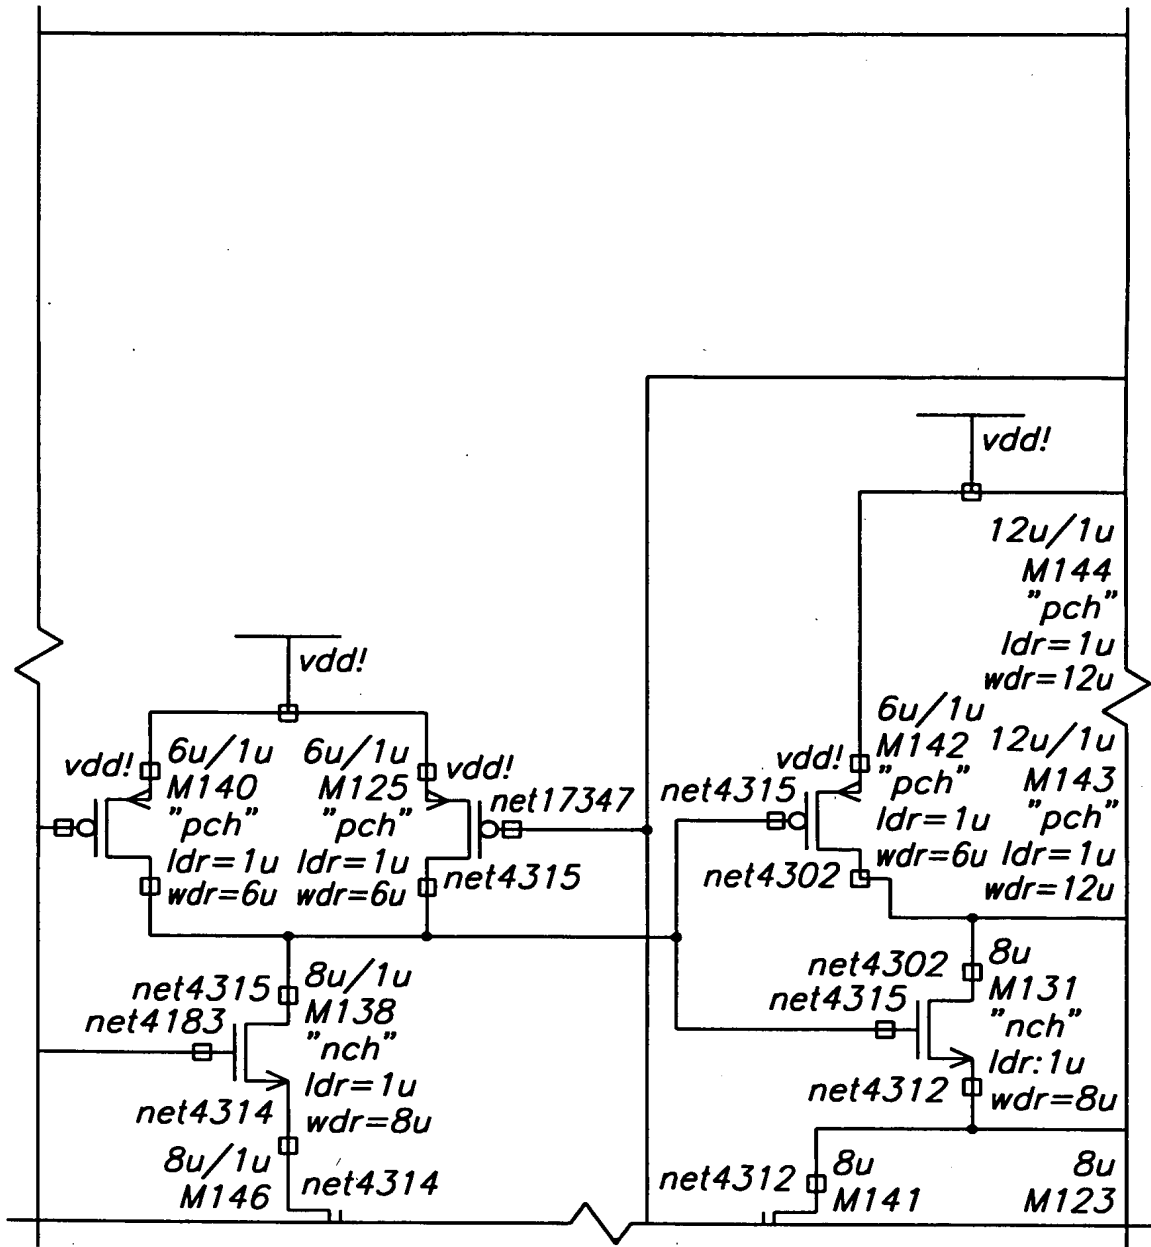 vdd!
12u/1u
M144
"pch"
ldr=1u
wdr=12u
vdd!
6u/1u
M142
"pch"
ldr=1u
wdr=6u
12u/1u
M143
"pch"
ldr=1u
wdr=12u
vdd!
net4315
net4302
vdd!
6u/1u
M140
"pch"
ldr=1u
wdr=6u
6u/1u
M125
"pch"
ldr=1u
wdr=6u
vdd!
net17347
net4315
net4315
net4183
8u/1u
M138
"nch"
ldr=1u
wdr=8u
net4314
8u/1u
M146
net4314
net4302
net4315
8u
M131
"nch"
ldr:1u
wdr=8u
net4312
net4312
8u
M141
8u
M123